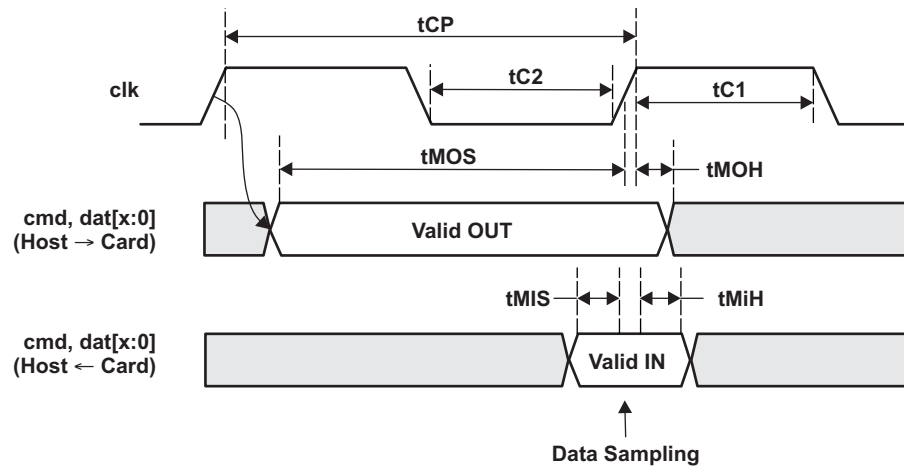 tCP
clk
tC2
tC1
tMOS
tMOH
cmd, dat[x:0]
(Host → Card)
Valid OUT
tMIS
tMiH
cmd, dat[x:0]
(Host ← Card)
Valid IN
Data Sampling